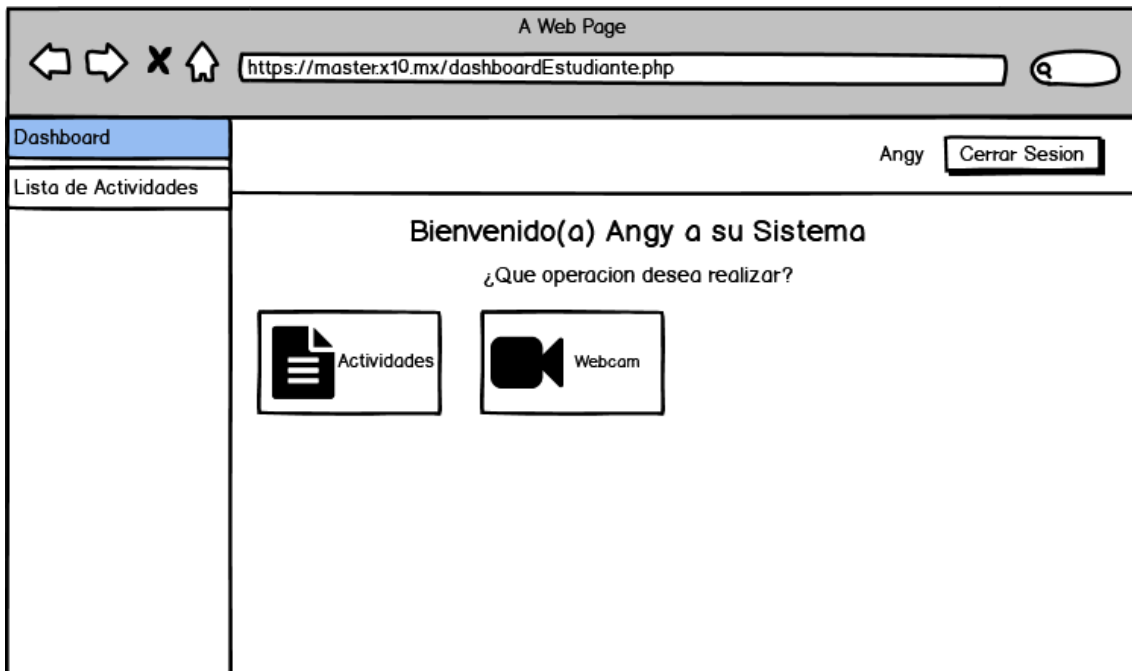 A Web Page
https://master.x10.mx/dashboardEstudiante.php
Dashboard
Lista de Actividades
Angy
Cerrar Sesion
Bienvenido(a) Angy a su Sistema
¿Que operacion desea realizar?
Actividades
Webcam